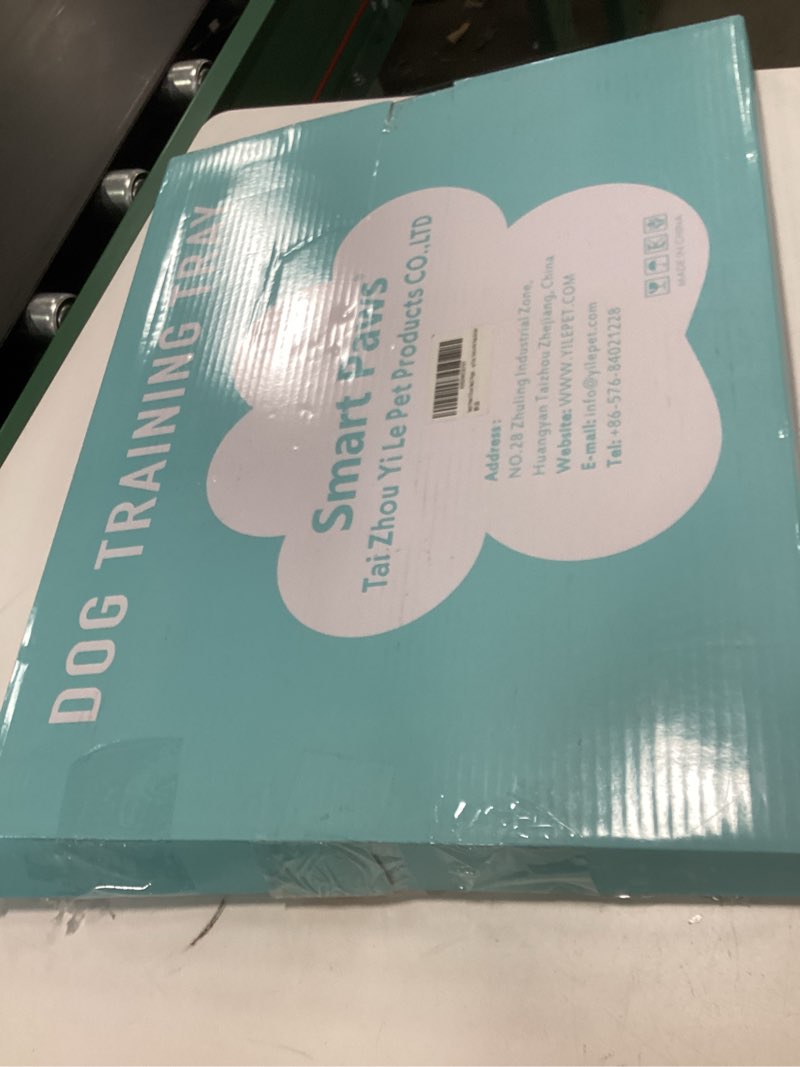 DOG TRAINING TRAY
Smart Paws
Tai Zhou Yi Le Pet Products CO.,LTD
Address:
NO.28 Zhuling Industrial Zone,
Huangyan Taizhou Zhejiang, China
Website: WWW.YILEPET.COM
E-mail: info@yilepet.com
Tel: +86-576-84021228
MADE IN CHINA